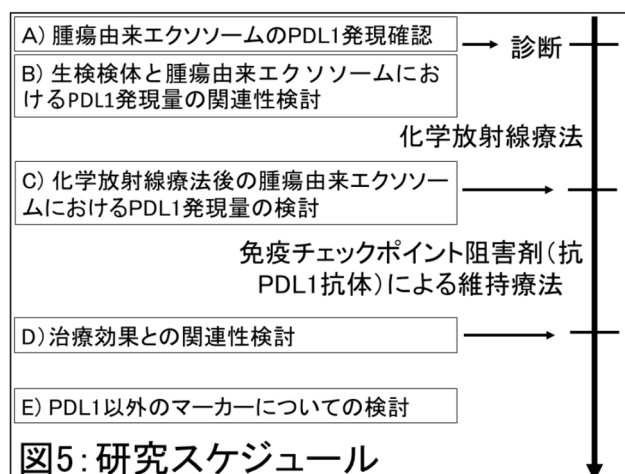 A）腫瘍由来エクソソームのPDL1発現確認
診断
B）生検検体と腫瘍由来エクソソームにお
けるPDL1発現量の関連性検討
化学放射線療法
C）化学放射線療法後の腫瘍由来エクソソー
ムにおけるPDL1発現量の検討
免疫チェックポイント阻害剤（抗
PDL1抗体）による維持療法
D）治療効果との関連性検討
E）PDL1以外のマーカーについての検討
図5：研究スケジュール